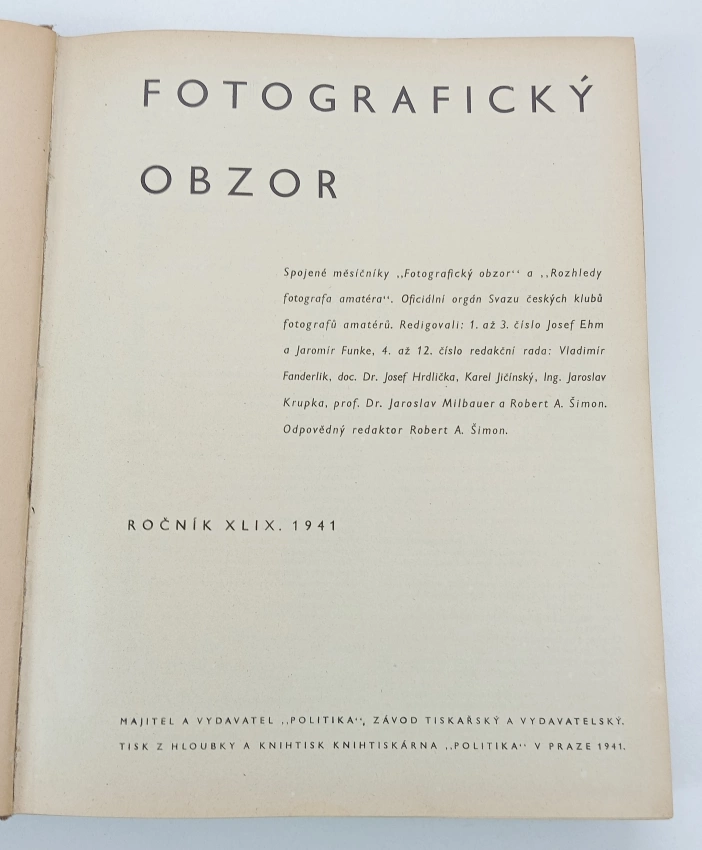 FOTOGRAFICKÝ
OBZOR
Spojené měsíčníky ,,Fotografický obzor'' a ,,Rozhledy
fotografa amatéra''. Oficiální orgán Svazu českých klubů
fotografů amatérů. Redigovali: 1. až 3. číslo Josef Ehm
a Jaromír Funke, 4. až 12. číslo redakční rada: Vladimír
Fanderlik, doc. Dr. Josef Hrdlička, Karel Jičínský, Ing. Jaroslav
Krupka, prof. Dr. Jaroslav Milbauer a Robert A. Šimon.
Odpovědný redaktor Robert A. Šimon.
ROČNÍK XLIX. 1941
MAJITEL A VYDAVATEL ,,POLITIKA'', ZÁVOD TISKAŘSKÝ A VYDAVATELSKÝ.
TISK Z HLOUBKY A KNIHTISK KNIHTISKÁRNA ,,POLITIKA'' V PRAZE 1941.